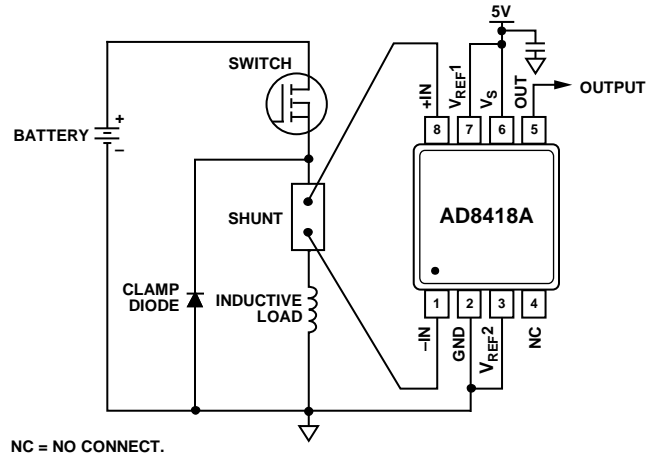 5V
SWITCH
+IN
VREF1
VS
OUT
OUTPUT
8
7
6
5
BATTERY
+
–
SHUNT
AD8418A
CLAMP
DIODE
INDUCTIVE
LOAD
1
2
3
4
–IN
GND
VREF2
NC
NC = NO CONNECT.